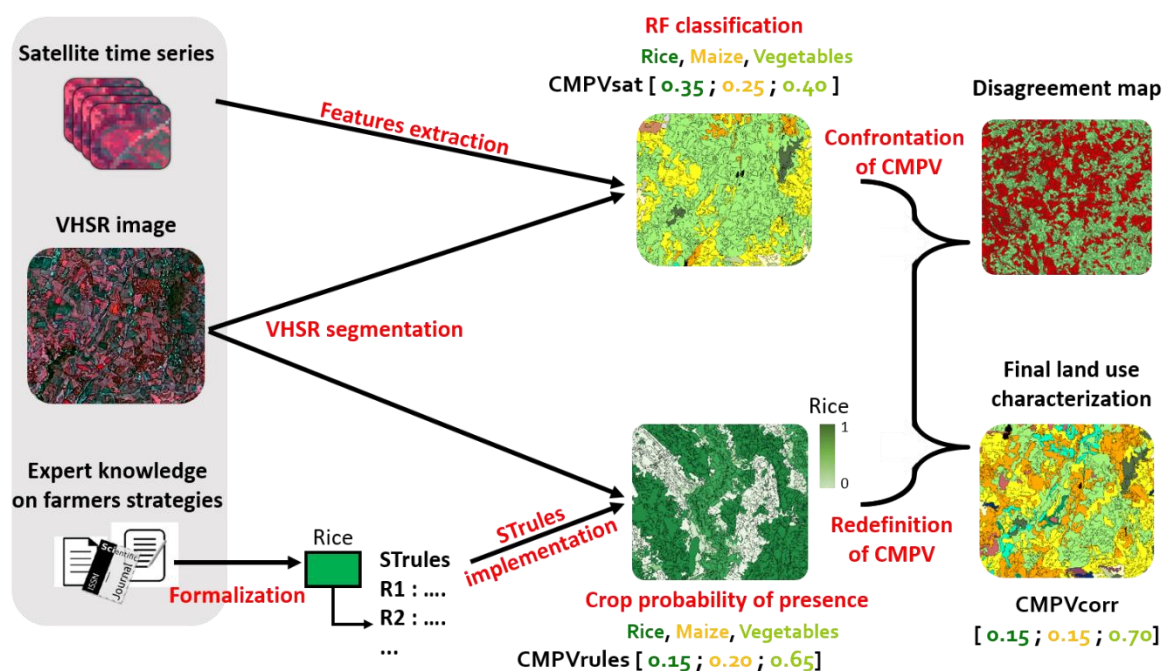 Satellite time series
VHSR image
Expert knowledge
on farmers strategies
Scientific
Journal
ISSN
Features extraction
VHSR segmentation
Formalization
Rice
STrules
R1 : ....
R2 : ....
...
STrules
implementation
RF classification
Rice, Maize, Vegetables
CMPVsat [ 0.35 ; 0.25 ; 0.40 ]
Rice
1
0
Crop probability of presence
Rice, Maize, Vegetables
CMPVrules [ 0.15 ; 0.20 ; 0.65]
Confrontation
of CMPV
Redefinition
of CMPV
Disagreement map
Final land use
characterization
CMPVcorr
[ 0.15 ; 0.15 ; 0.70]